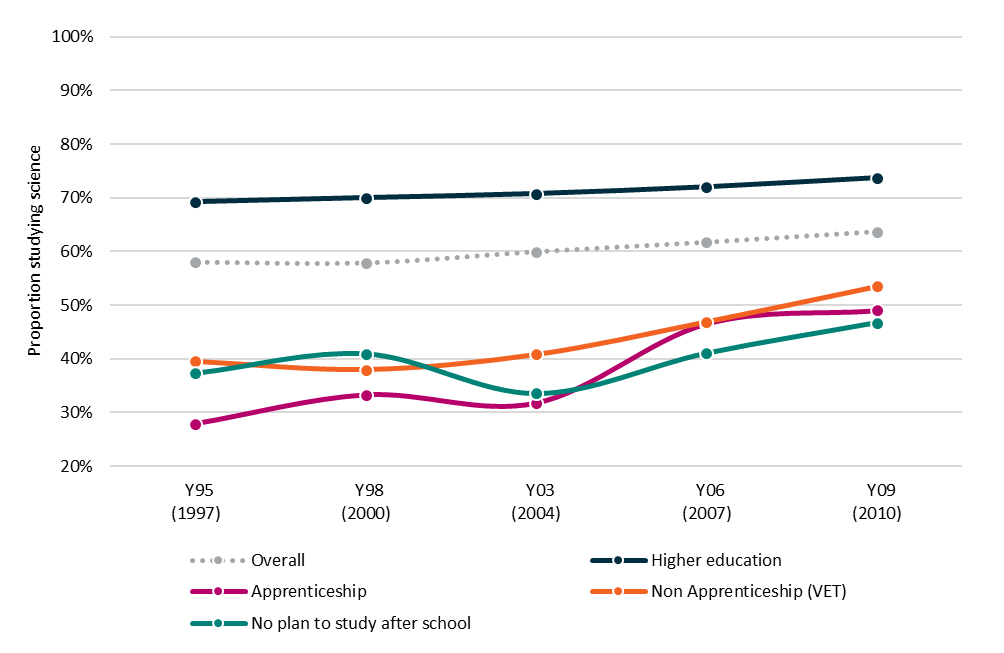 100%
90%
80%
70%
60%
50%
40%
30%
20%
Proportion studying science
Y95 Y98 Y03 Y06 Y09
(1997) (2000) (2004) (2007) (2010)
Overall Higher education
Apprenticeship Non Apprenticeship (VET)
No plan to study after school